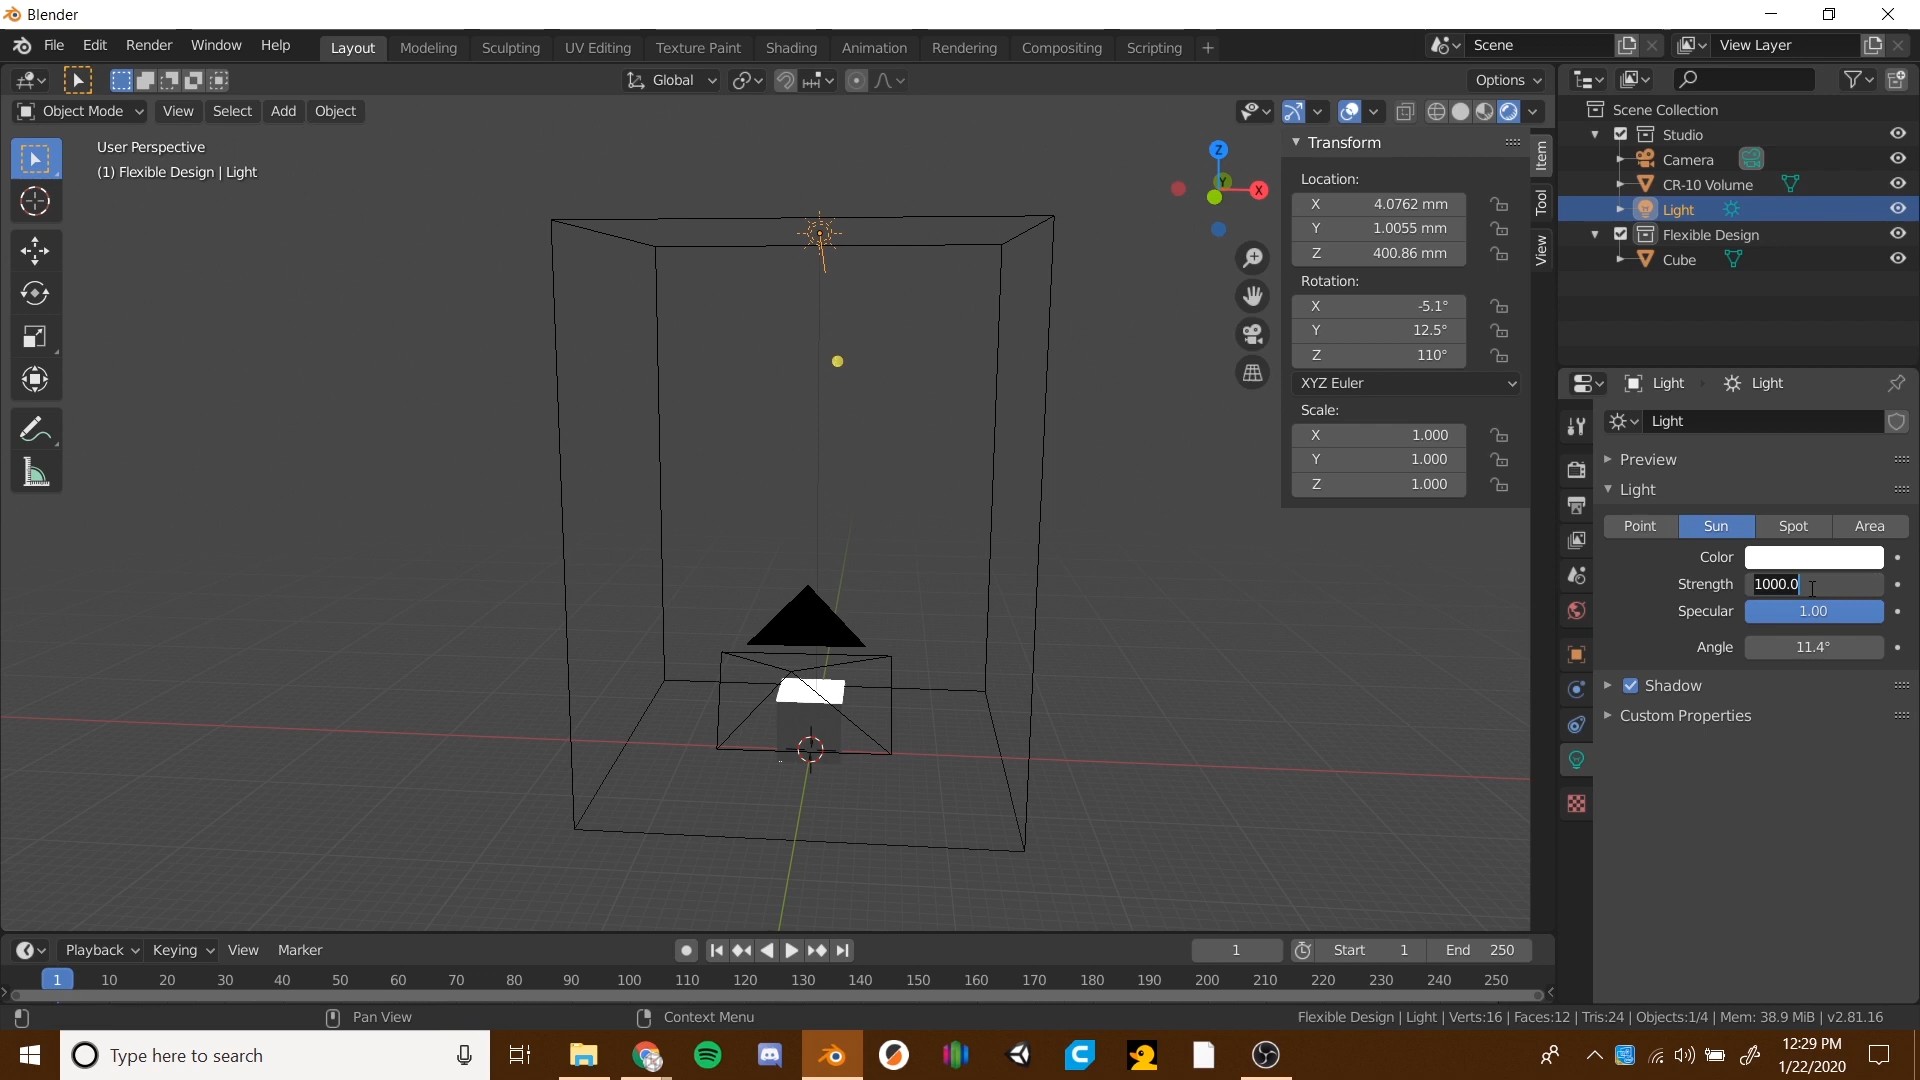 Blender
File Edit Render Window Help Layout Modeling Sculpting UV Editing Texture Paint Shading Animation Rendering Compositing Scripting + Scene View Layer
Global Options
Object Mode View Select Add Object
User Perspective
(1) Flexible Design | Light
Z
Y
X
Transform
Location:
X 4.0762 mm
Y 1.0055 mm
Z 400.86 mm
Rotation:
X -5.1°
Y 12.5°
Z 110°
XYZ Euler
Scale:
X 1.000
Y 1.000
Z 1.000
Item
Tool
View
Scene Collection
Studio
Camera
CR-10 Volume
Light
Flexible Design
Cube
Light Light
Light
Preview
Light
Point Sun Spot Area
Color
Strength 1000.0
Specular 1.00
Angle 11.4°
Shadow
Custom Properties
Playback Keying View Marker 1 Start 1 End 250
1 10 20 30 40 50 60 70 80 90 100 110 120 130 140 150 160 170 180 190 200 210 220 230 240 250
Pan View Context Menu Flexible Design | Light | Verts:16 | Faces:12 | Tris:24 | Objects:1/4 | Mem: 38.9 MiB | v2.81.16
Type here to search
12:29 PM
1/22/2020